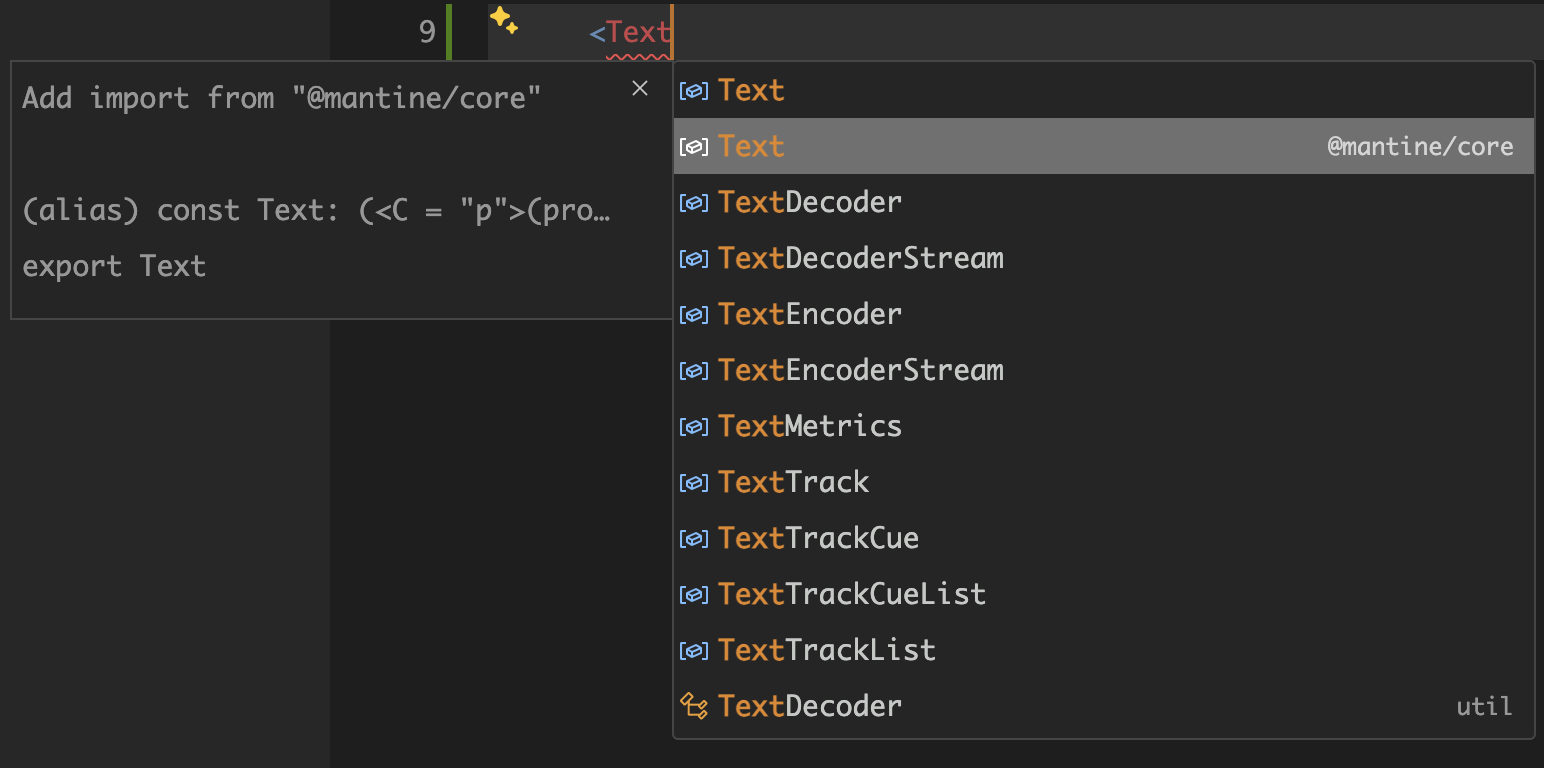 9 <Text
Add import from "@mantine/core"
(alias) const Text: (<C = "p">(pro…
export Text
Text
Text @mantine/core
TextDecoder
TextDecoderStream
TextEncoder
TextEncoderStream
TextMetrics
TextTrack
TextTrackCue
TextTrackCueList
TextTrackList
TextDecoder util